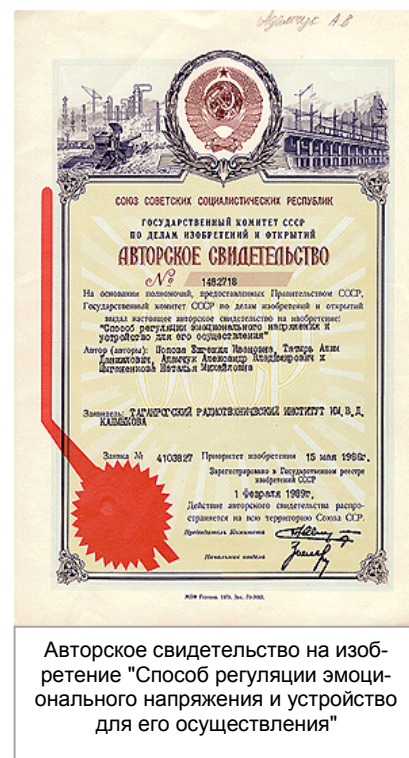 Адамчук А.В
СОЮЗ СОВЕТСКИХ СОЦИАЛИСТИЧЕСКИХ РЕСПУБЛИК
ГОСУДАРСТВЕННЫЙ КОМИТЕТ СССР
ПО ДЕЛАМ ИЗОБРЕТЕНИЙ И ОТКРЫТИЙ
АВТОРСКОЕ СВИДЕТЕЛЬСТВО
№ 1482718
На основании полномочий, предоставленных Правительством СССР,
Государственный комитет СССР по делам изобретений и открытий
выдал настоящее авторское свидетельство на изобретение:
"Способ регуляции эмоционального напряжения и
устройство для его осуществления"
Автор (авторы): Попова Евгения Ивановна, Татарь Алим
Данилович, Адамчук Александр Владимирович и
Цыганенкова Наталья Михайловна
СССР
Заявитель: ТАГАНРОГСКИЙ РАДИОТЕХНИЧЕСКИЙ ИНСТИТУТ ИМ.В.Д.
КАЛМЫКОВА
Заявка № 4103827 Приоритет изобретения 15 мая 1986г.
Зарегистрировано в Государственном реестре
изобретений СССР
1 февраля 1989г.
Действие авторского свидетельства распро-
страняется на всю территорию Союза ССР.
Председатель Комитета
Начальник отдела
Авторское свидетельство на изоб-
ретение "Способ регуляции эмоци-
онального напряжения и устройство
для его осуществления"